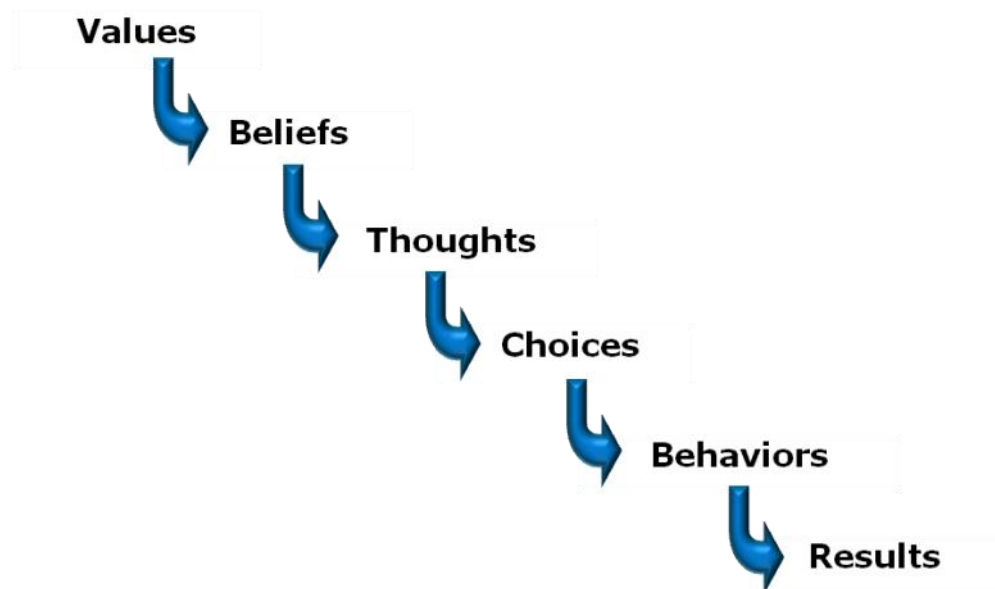 Values
Beliefs
Thoughts
Choices
Behaviors
Results